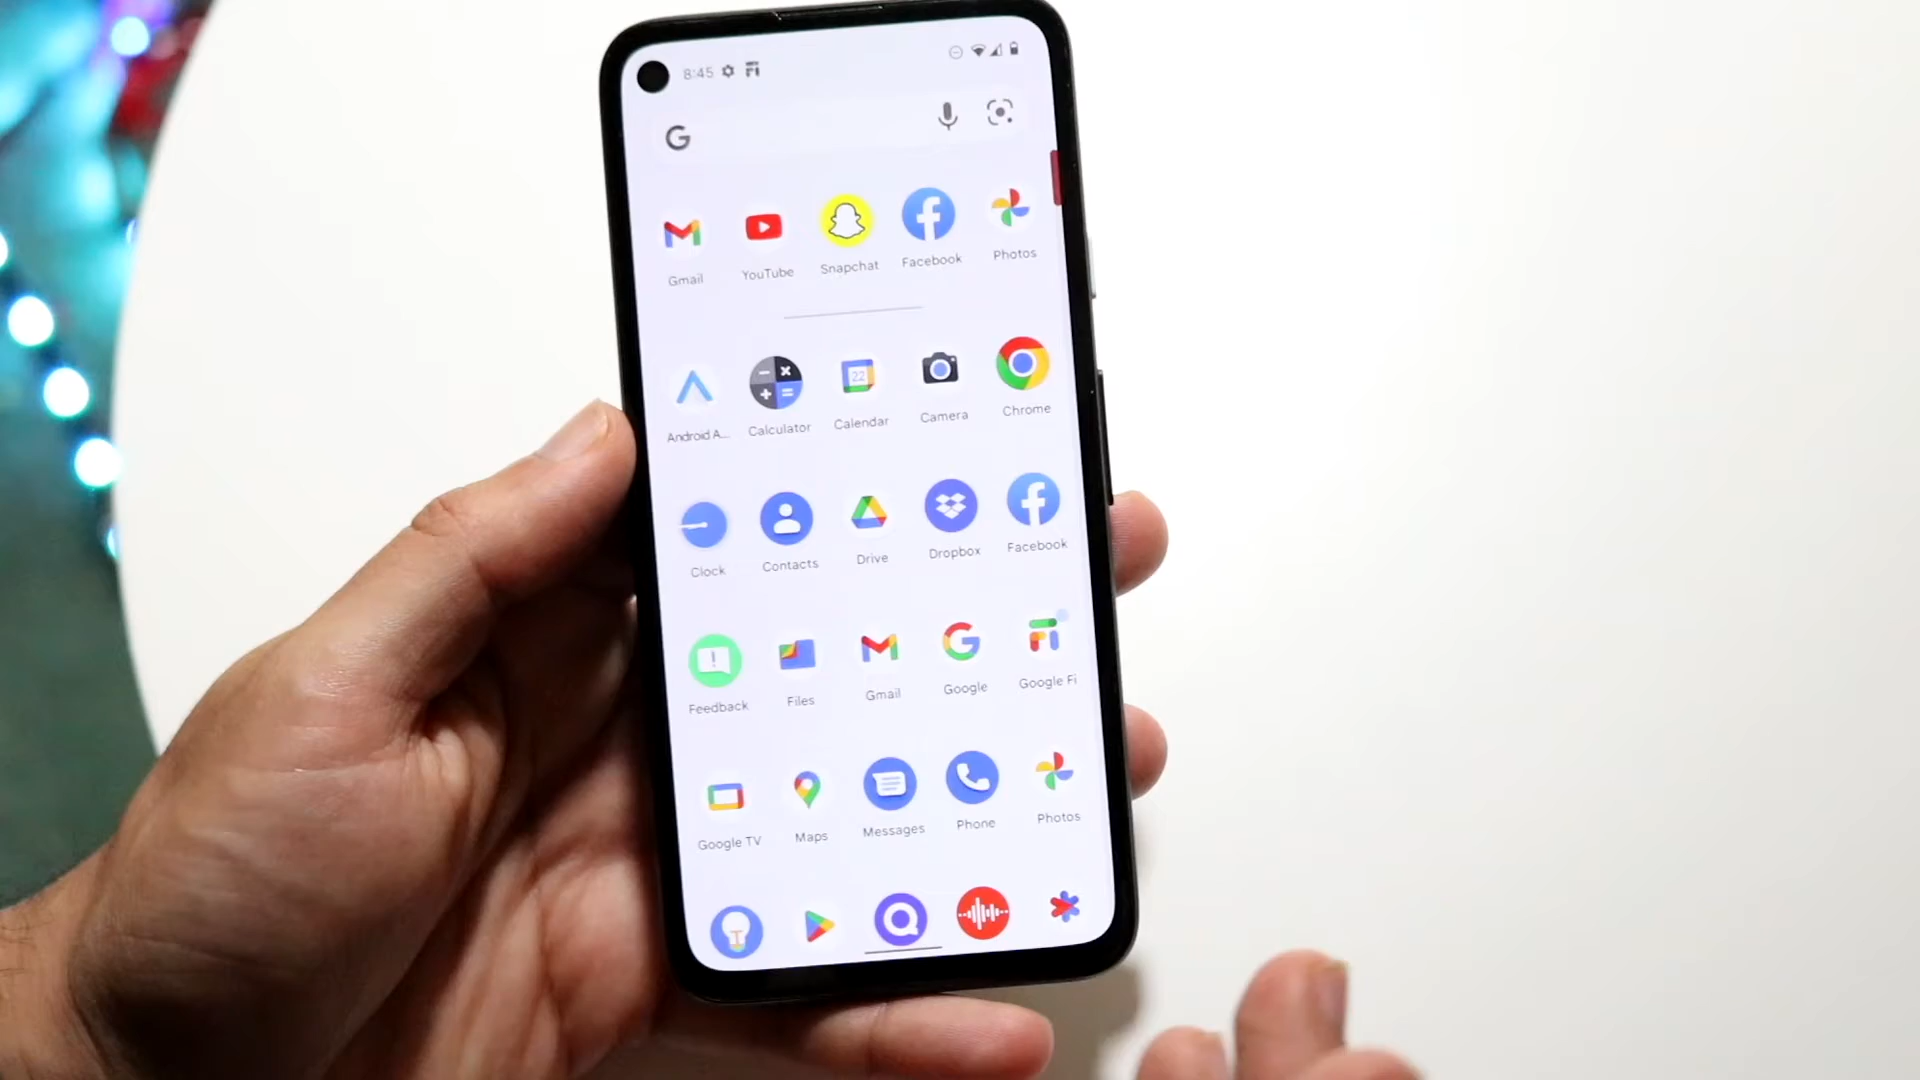 8:45
Gmail YouTube Snapchat Facebook Photos
Android A... Calculator Calendar Camera Chrome
22
Clock Contacts Drive Dropbox Facebook
Feedback Files Gmail Google Google Fi
Google TV Maps Messages Phone Photos